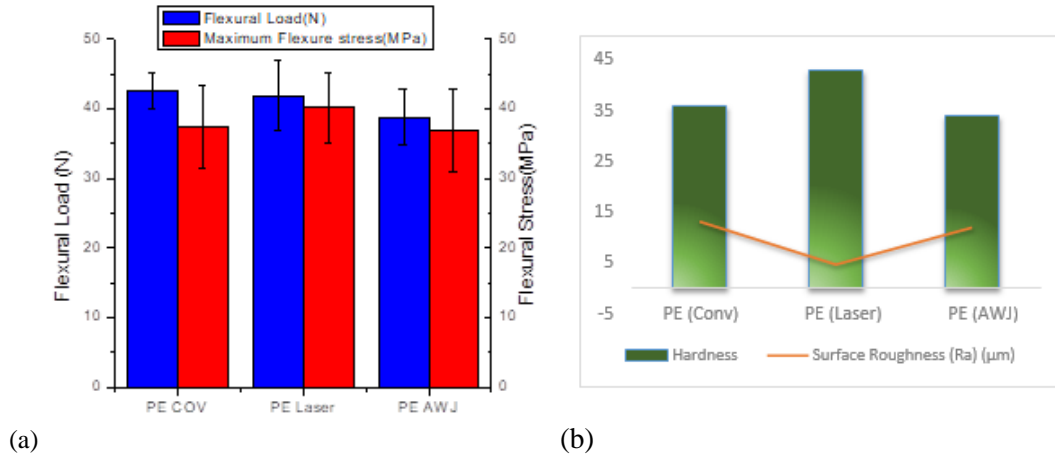 Flexural Load(N)
Maximum Flexure stress(MPa)
50
40
30
20
10
0
Flexural Load (N)
50
40
30
20
10
0
Flexural Stress(MPa)
PE COV
PE Laser
PE AWJ
(a)
45
35
25
15
5
-5
PE (Conv)
PE (Laser)
PE (AWJ)
Hardness
Surface Roughness (Ra) (µm)
(b)